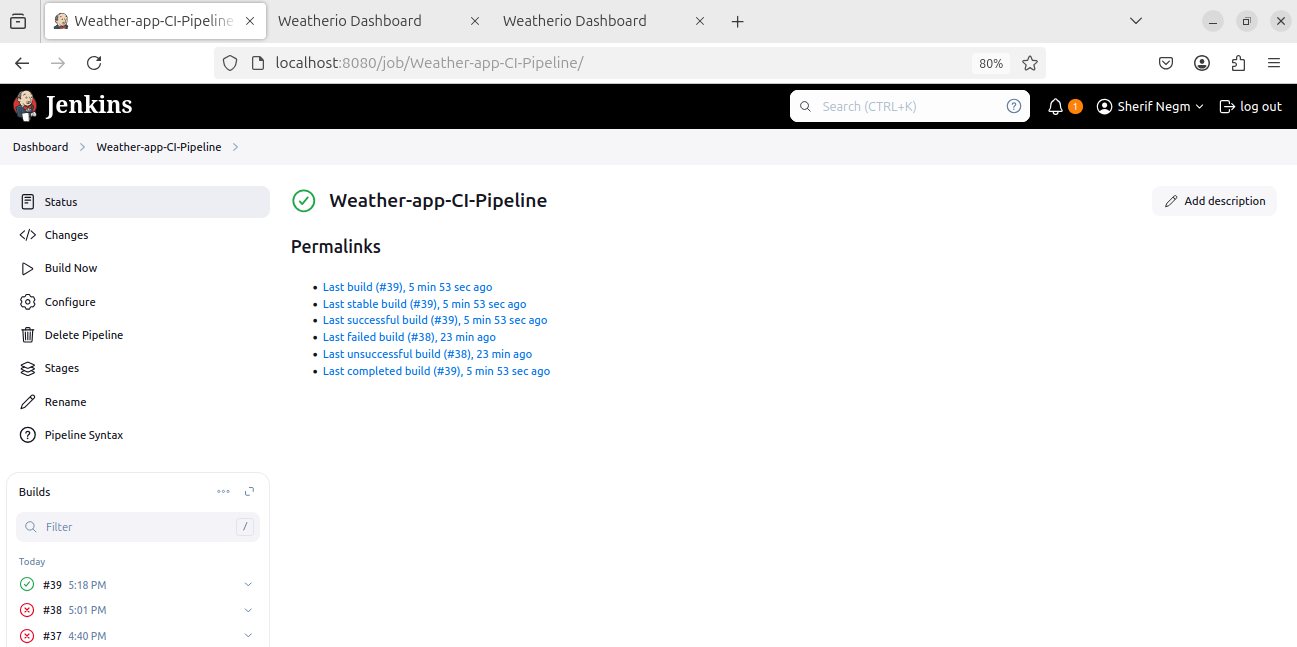 Weather-app-CI-Pipeline
Weatherio Dashboard
Weatherio Dashboard
localhost:8080/job/Weather-app-CI-Pipeline/
80%
Jenkins
Search (CTRL+K)
?
1
Sherif Negm
log out
Dashboard
Weather-app-CI-Pipeline
Status
Changes
Build Now
Configure
Delete Pipeline
Stages
Rename
Pipeline Syntax
Builds
Filter
/
Today
#39 5:18 PM
#38 5:01 PM
#37 4:40 PM
Weather-app-CI-Pipeline
Add description
Permalinks
Last build (#39), 5 min 53 sec ago
Last stable build (#39), 5 min 53 sec ago
Last successful build (#39), 5 min 53 sec ago
Last failed build (#38), 23 min ago
Last unsuccessful build (#38), 23 min ago
Last completed build (#39), 5 min 53 sec ago